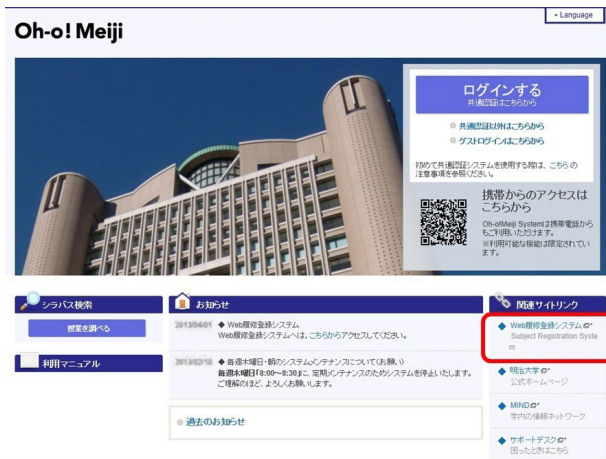 - Language
Oh-o! Meiji
ログインする
共通認証はこちらから
共通認証以外はこちらから
ゲストログインはこちらから
初めて共通認証システムを使用する際は、こちら の
注意事項を参照ください。
携帯からのアクセスは
こちらから
Oh-o!Meiji Systemは携帯電話から
もご利用いただけます。
※利用可能な機能は限定されてい
ます。
シラバス検索
授業を調べる
利用マニュアル
お知らせ
2013/04/01 ◆ Web履修登録システム
Web履修登録システムへは、こちらからアクセスしてください。
2013/02/10 ◆ 毎週木曜日・朝のシステムメンテナンスについて(お願い)
毎週木曜日「8:00～8:30」に、定期メンテナンスのためシステムを停止いたします。
ご理解のほど、よろしくお願いします。
過去のお知らせ
関連サイトリンク
Web履修登録システム
Subject Registration Syste
m
明治大学
公式ホームページ
MIND
学内の情報ネットワーク
サポートデスク
困ったときはこちら